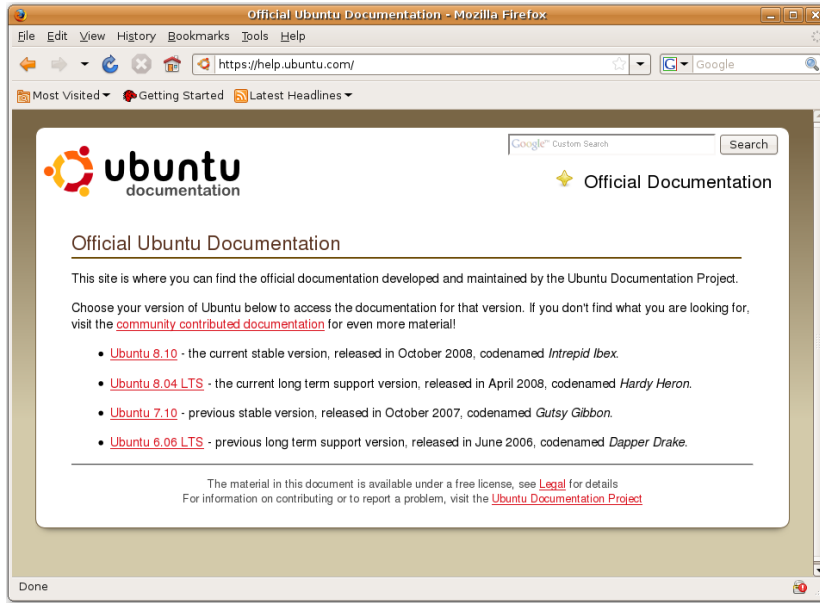 Official Ubuntu Documentation - Mozilla Firefox
File Edit View History Bookmarks Tools Help
https://help.ubuntu.com/
G Google
Most Visited Getting Started Latest Headlines
Google™ Custom Search Search
ubuntu
documentation
Official Documentation
Official Ubuntu Documentation
This site is where you can find the official documentation developed and maintained by the Ubuntu Documentation Project.
Choose your version of Ubuntu below to access the documentation for that version. If you don't find what you are looking for,
visit the community contributed documentation for even more material!
• Ubuntu 8.10 - the current stable version, released in October 2008, codenamed Intrepid Ibex.
• Ubuntu 8.04 LTS - the current long term support version, released in April 2008, codenamed Hardy Heron.
• Ubuntu 7.10 - previous stable version, released in October 2007, codenamed Gutsy Gibbon.
• Ubuntu 6.06 LTS - previous long term support version, released in June 2006, codenamed Dapper Drake.
The material in this document is available under a free license, see Legal for details
For information on contributing or to report a problem, visit the Ubuntu Documentation Project
Done